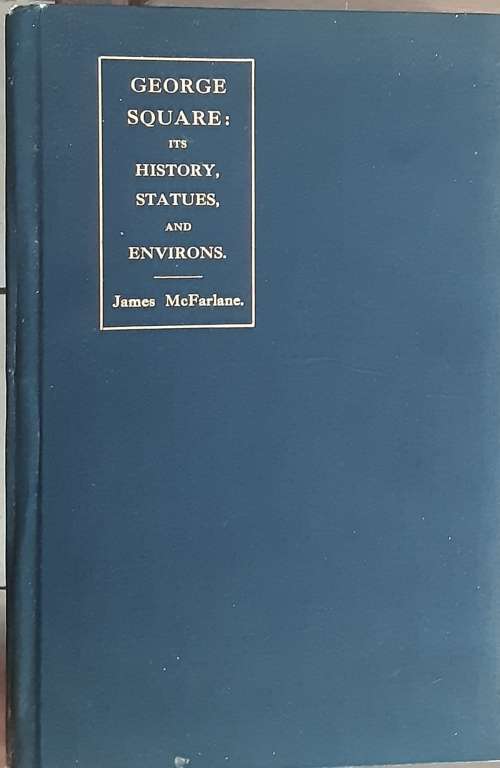 GEORGE
SQUARE:
ITS
HISTORY,
STATUES,
AND
ENVIRONS.
James McFarlane.